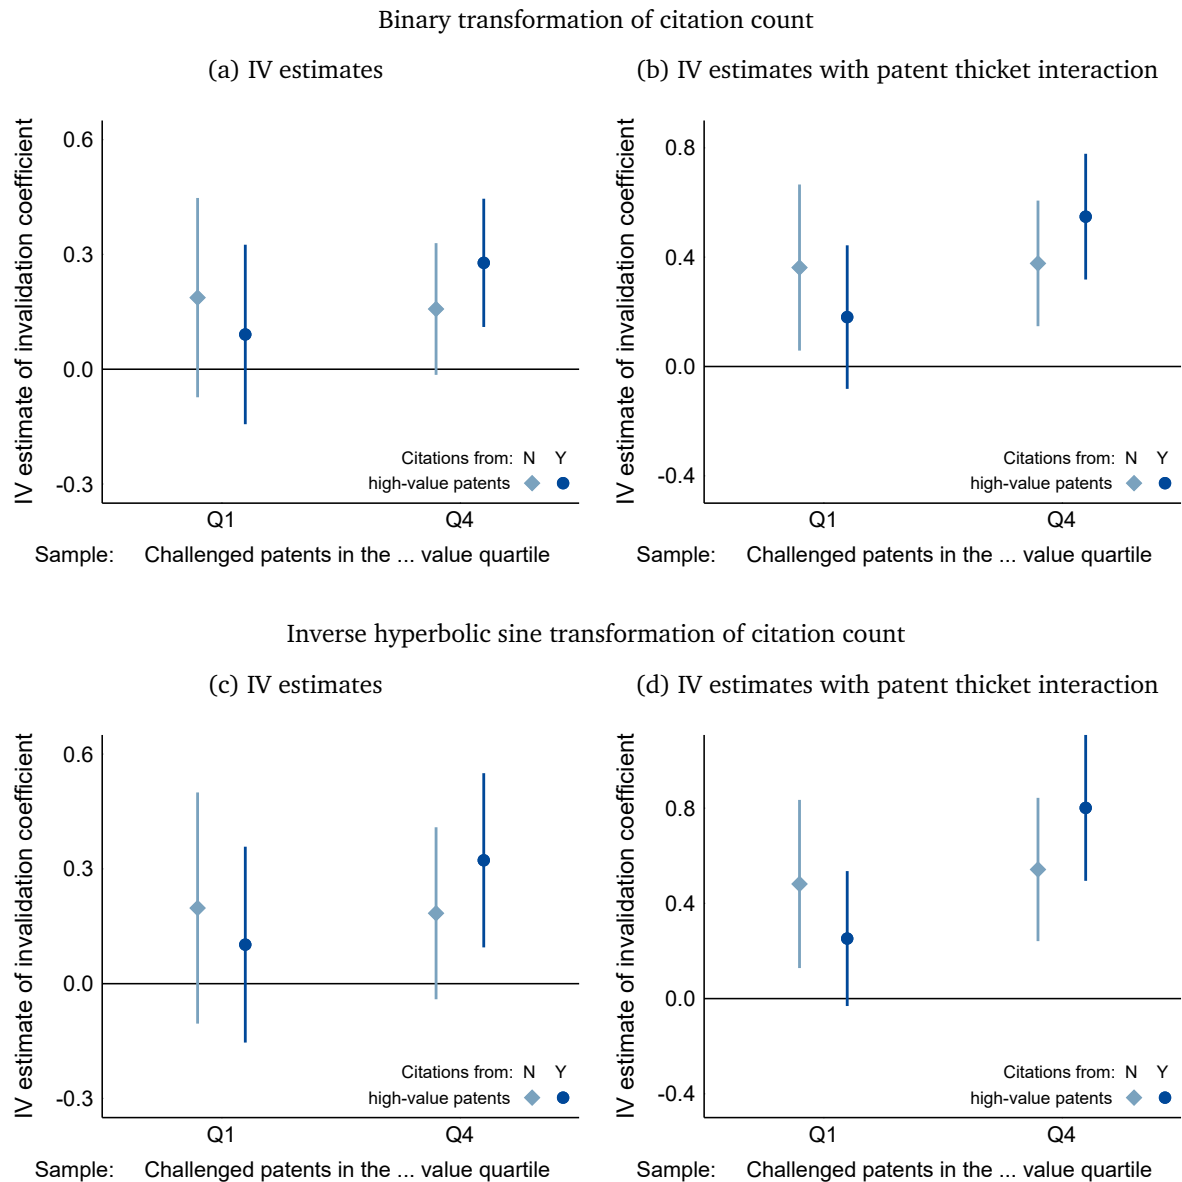 Binary transformation of citation count
(a) IV estimates
IV estimate of invalidation coefficient
0.6
0.3
0.0
-0.3
Citations from: N Y
high-value patents
Q1 Q4
Sample: Challenged patents in the ... value quartile
(b) IV estimates with patent thicket interaction
IV estimate of invalidation coefficient
0.8
0.4
0.0
-0.4
Citations from: N Y
high-value patents
Q1 Q4
Sample: Challenged patents in the ... value quartile
Inverse hyperbolic sine transformation of citation count
(c) IV estimates
IV estimate of invalidation coefficient
0.6
0.3
0.0
-0.3
Citations from: N Y
high-value patents
Q1 Q4
Sample: Challenged patents in the ... value quartile
(d) IV estimates with patent thicket interaction
IV estimate of invalidation coefficient
0.8
0.4
0.0
-0.4
Citations from: N Y
high-value patents
Q1 Q4
Sample: Challenged patents in the ... value quartile